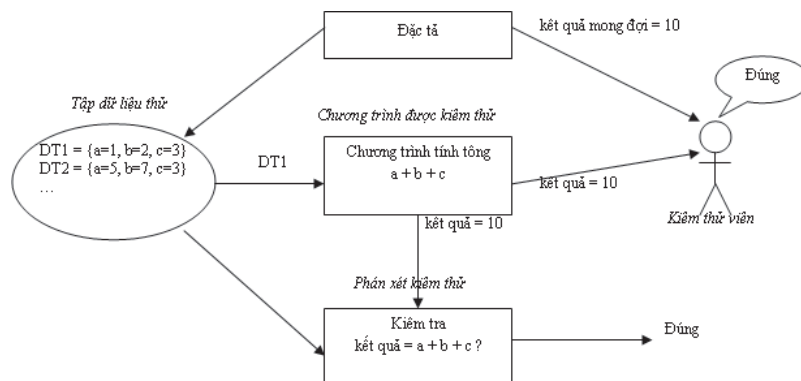 Đặc tả
kết quả mong đợi = 10
Đúng
Tập dữ liệu thử
Chương trình được kiểm thử
DT1 = {a=1, b=2, c=3}
DT2 = {a=5, b=7, c=3}
…
DT1
Chương trình tính tổng
a + b + c
kết quả = 10
Kiểm thử viên
kết quả = 10
Phán xét kiểm thử
Kiểm tra
kết quả = a + b + c ?
Đúng